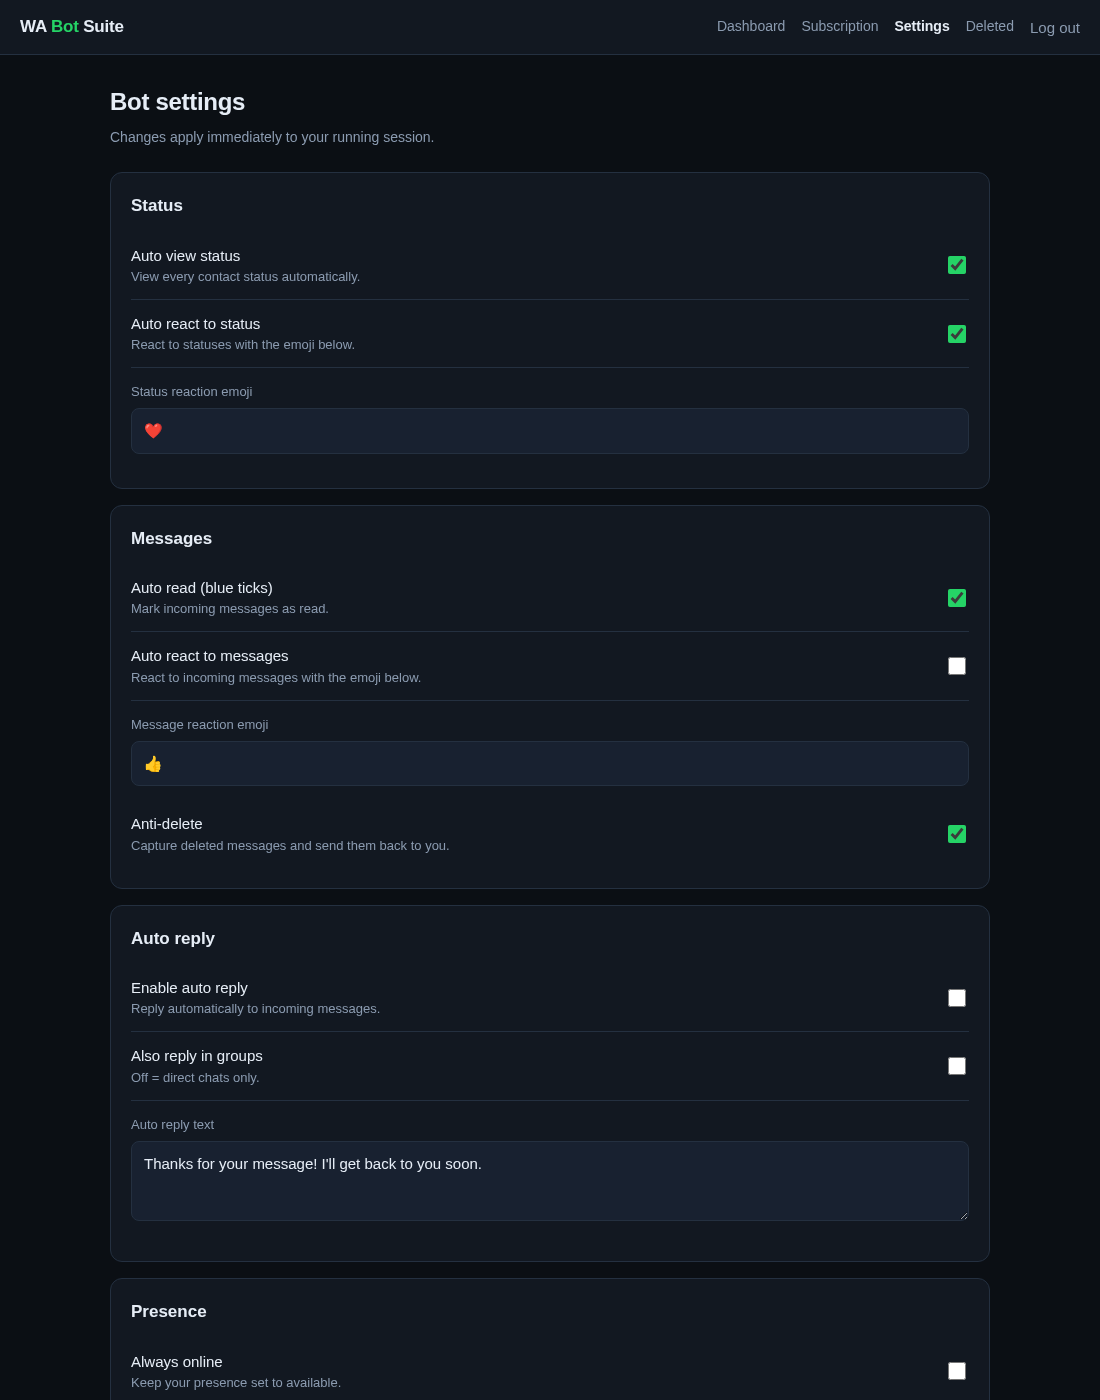 WA Bot Suite
Dashboard Subscription Settings Deleted Log out
Bot settings
Changes apply immediately to your running session.
Status
Auto view status
View every contact status automatically.
Auto react to status
React to statuses with the emoji below.
Status reaction emoji
❤️
Messages
Auto read (blue ticks)
Mark incoming messages as read.
Auto react to messages
React to incoming messages with the emoji below.
Message reaction emoji
👍
Anti-delete
Capture deleted messages and send them back to you.
Auto reply
Enable auto reply
Reply automatically to incoming messages.
Also reply in groups
Off = direct chats only.
Auto reply text
Thanks for your message! I'll get back to you soon.
Presence
Always online
Keep your presence set to available.